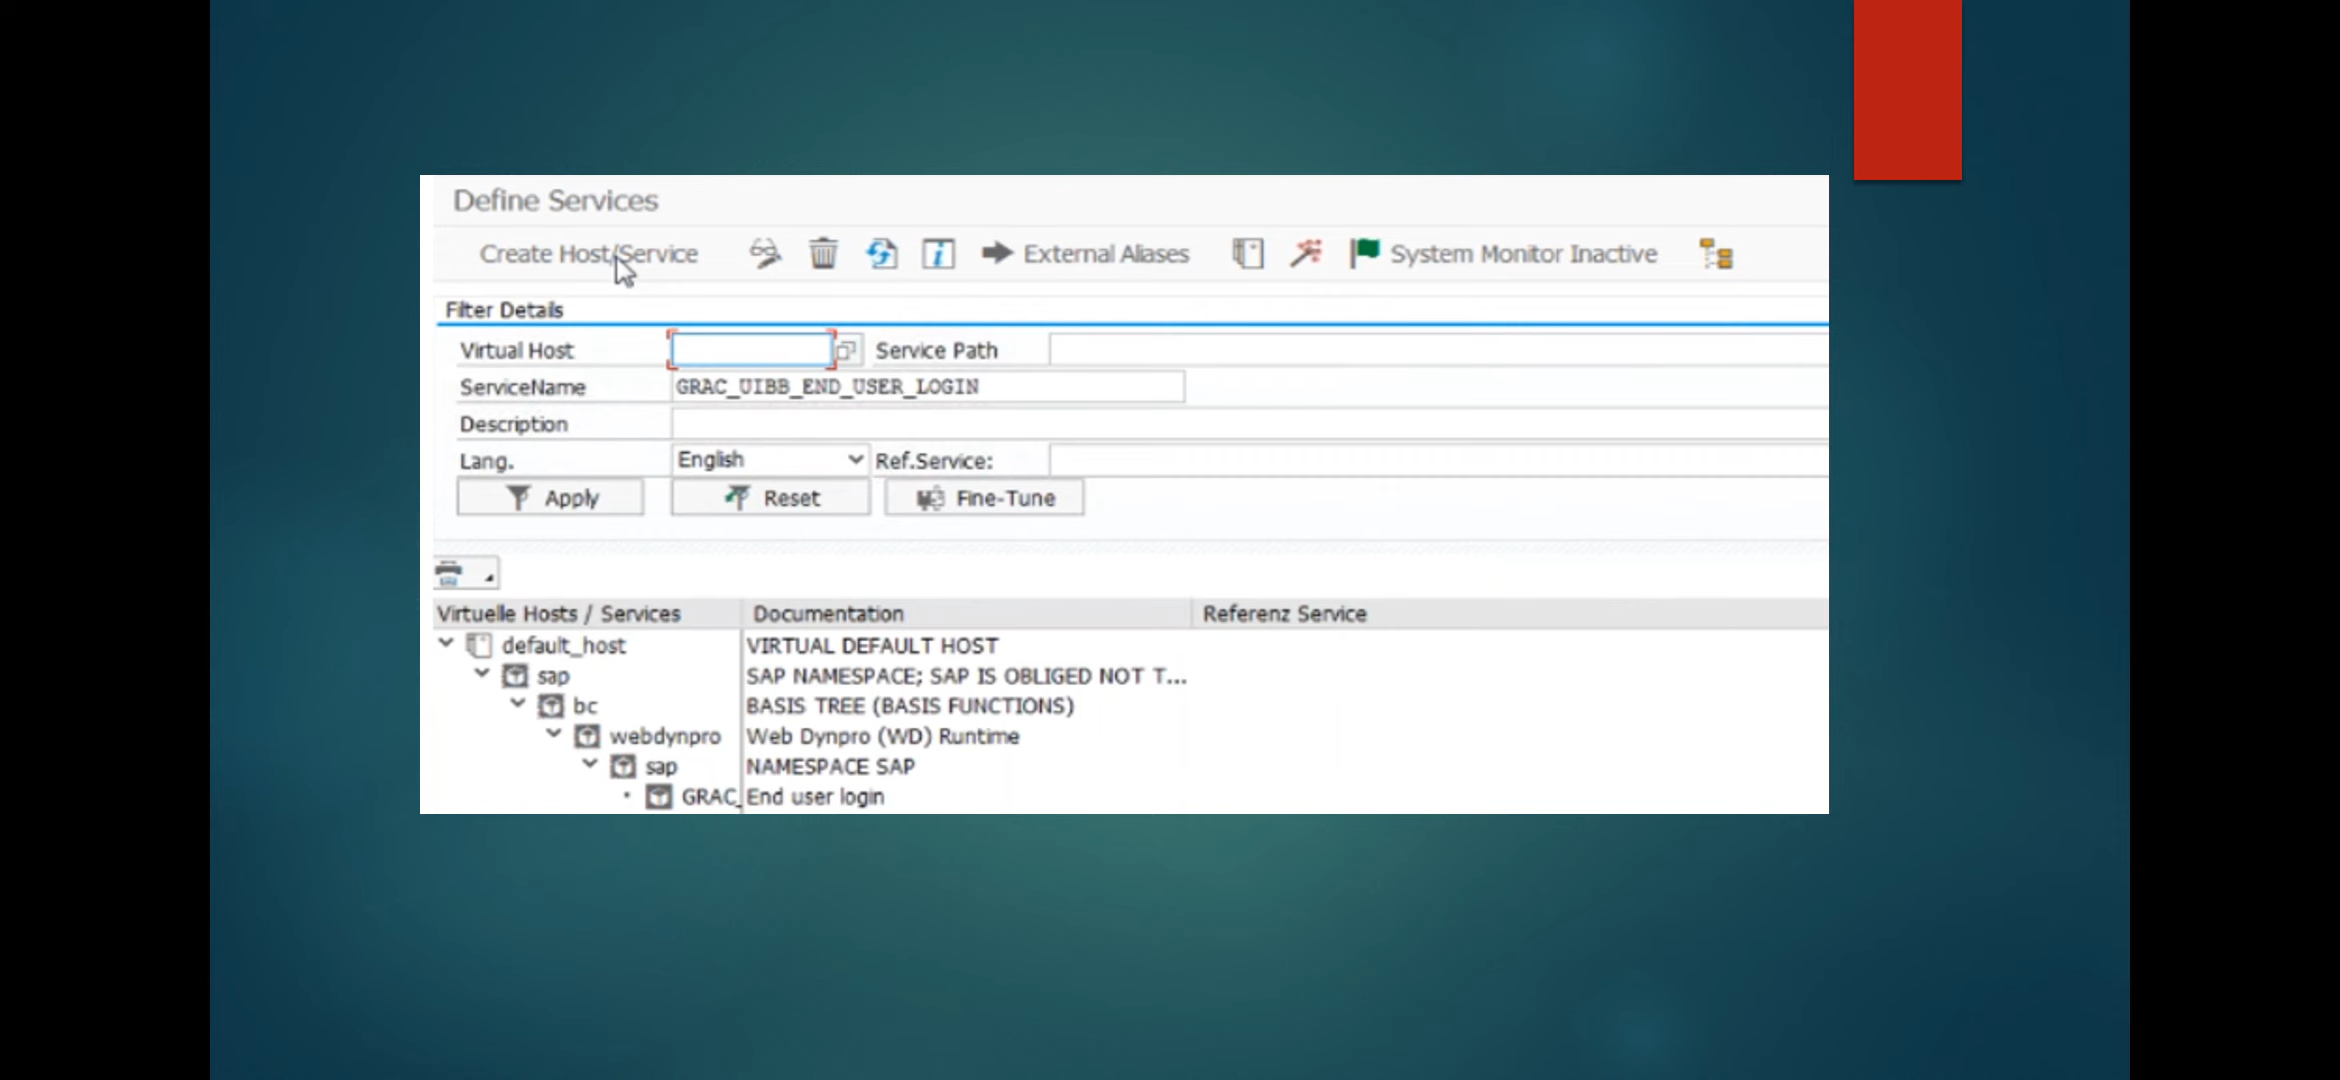 Define Services
Create Host/Service External Aliases System Monitor Inactive
Filter Details
Virtual Host Service Path
ServiceName GRAC_UIBB_END_USER_LOGIN
Description
Lang. English Ref.Service:
Apply Reset Fine-Tune
Virtuelle Hosts / Services Documentation Referenz Service
default_host VIRTUAL DEFAULT HOST
sap SAP NAMESPACE; SAP IS OBLIGED NOT T...
bc BASIS TREE (BASIS FUNCTIONS)
webdynpro Web Dynpro (WD) Runtime
sap NAMESPACE SAP
GRAC_ End user login